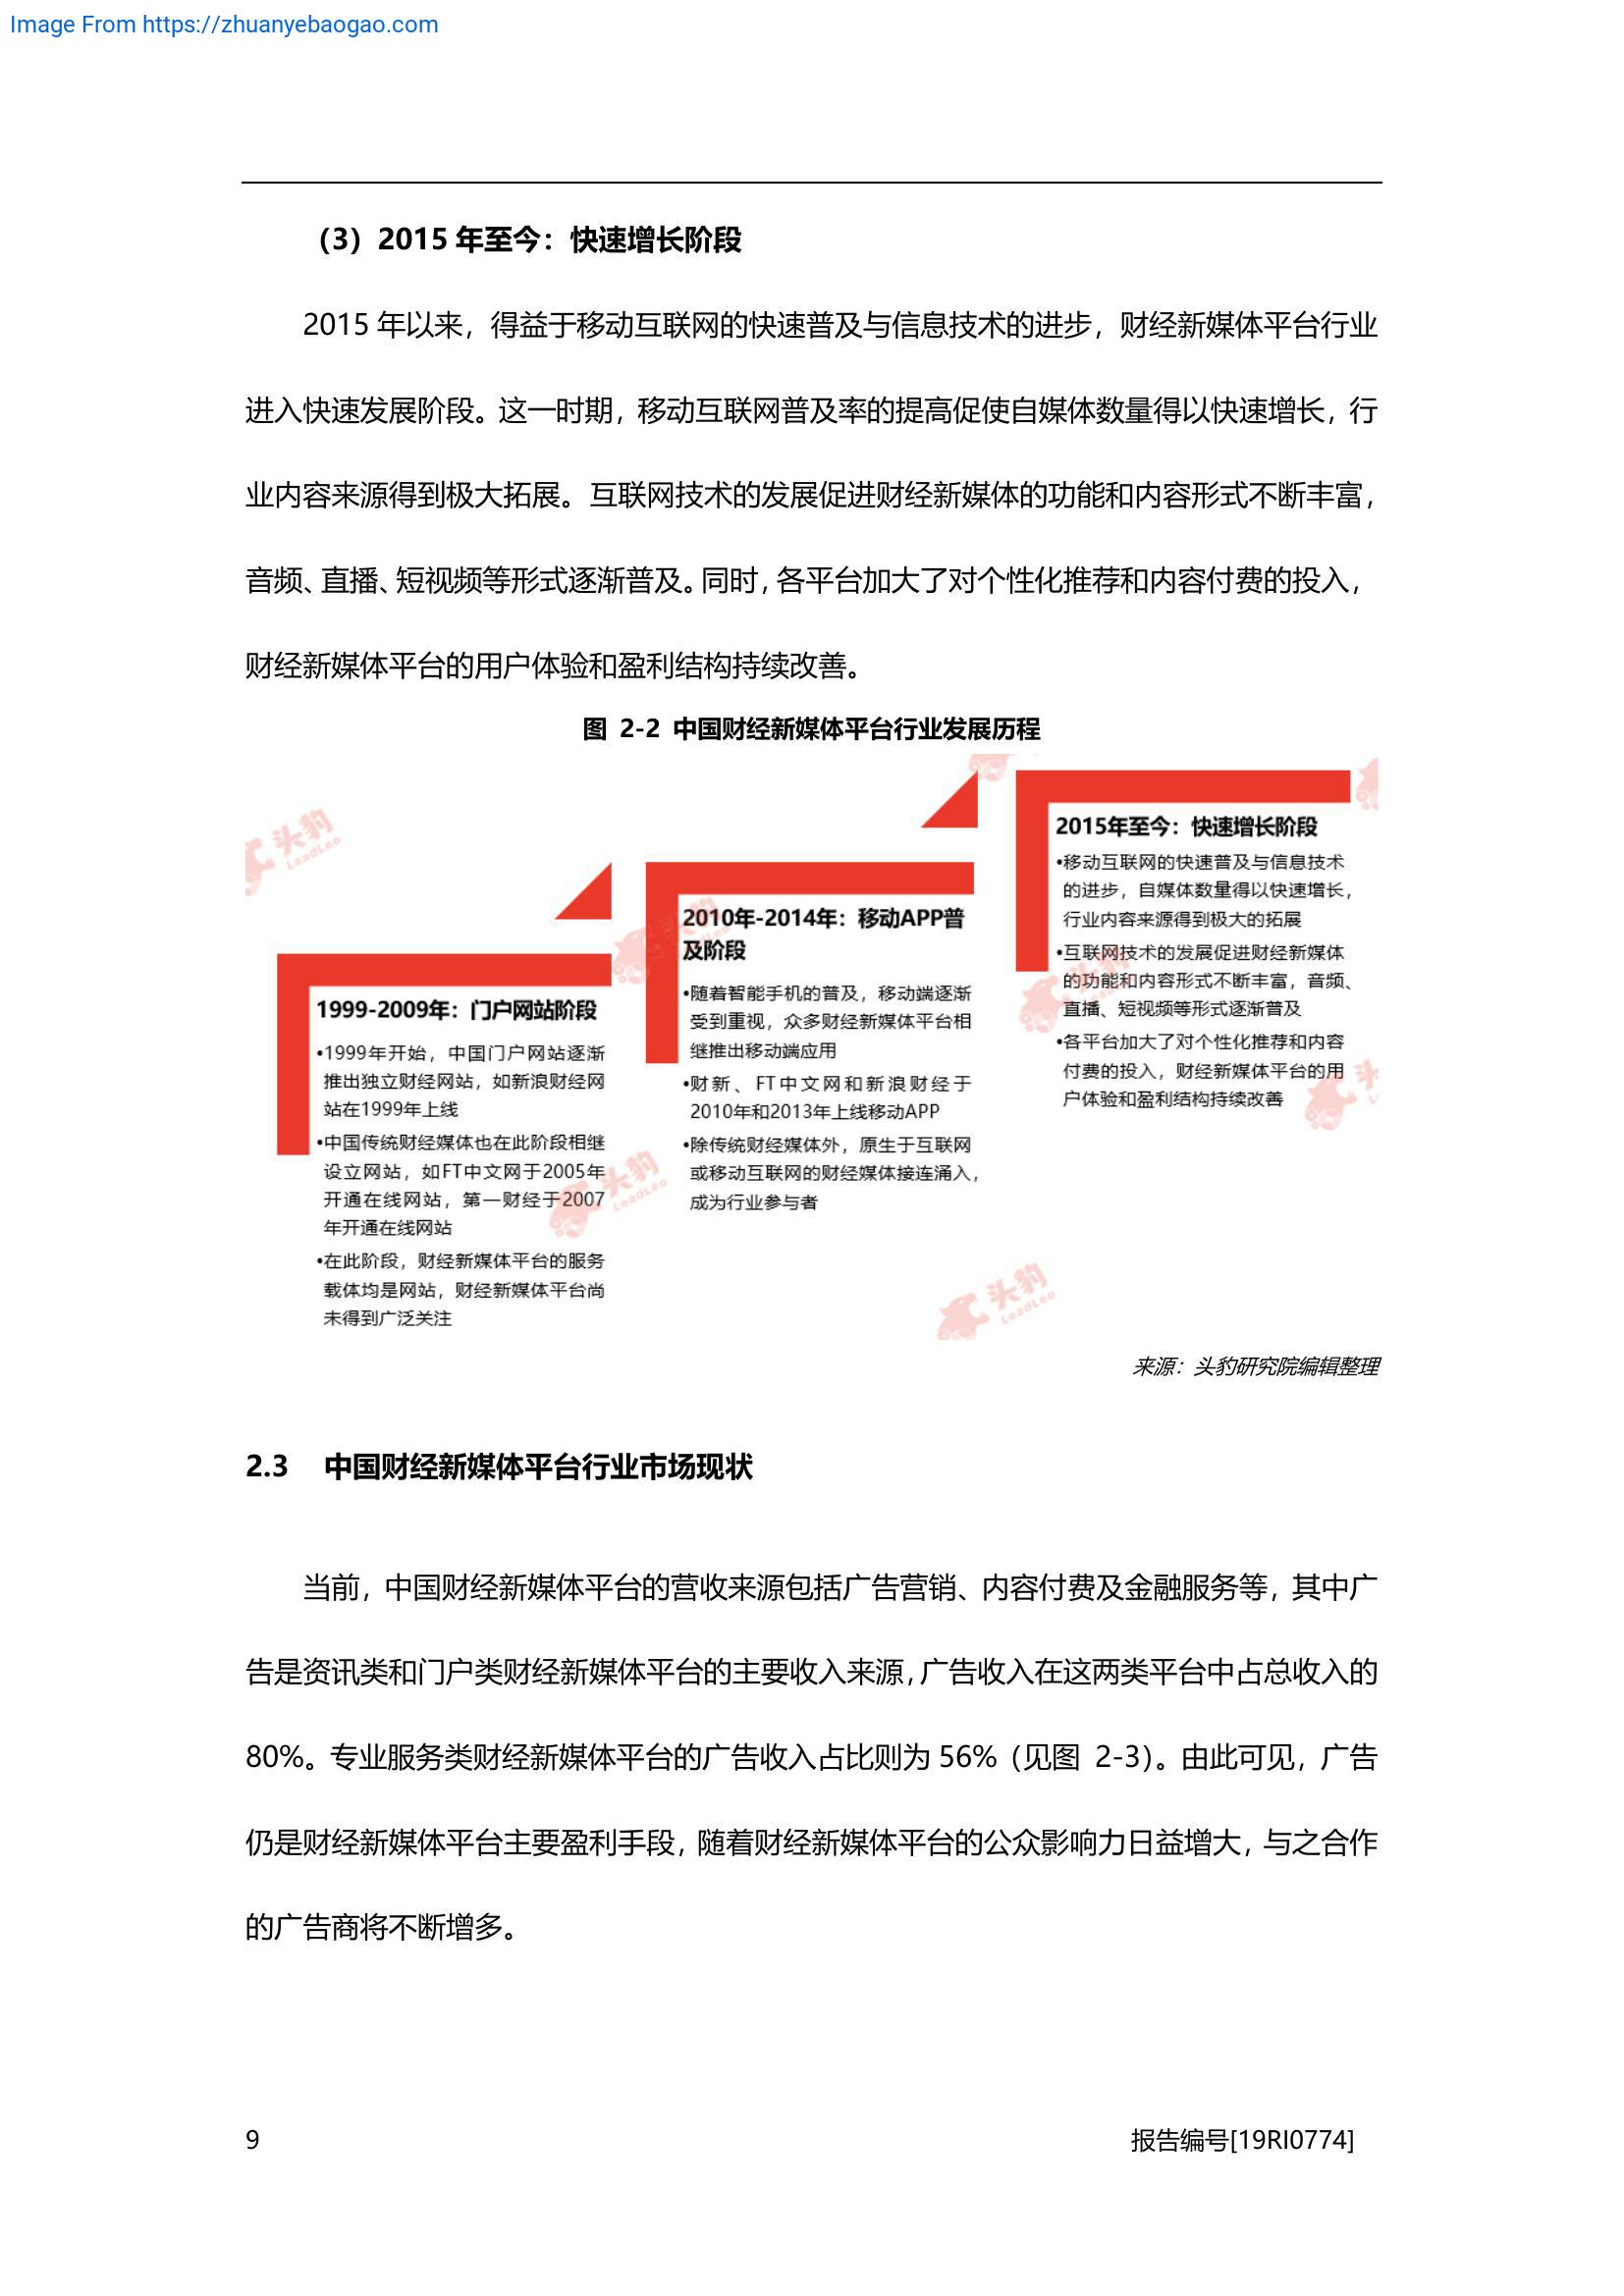 Image From https://zhuanyebaogao.com
（3）2015 年至今：快速增长阶段
2015 年以来，得益于移动互联网的快速普及与信息技术的进步，财经新媒体平台行业
进入快速发展阶段。这一时期，移动互联网普及率的提高促使自媒体数量得以快速增长，行
业内容来源得到极大拓展。互联网技术的发展促进财经新媒体的功能和内容形式不断丰富，
音频、直播、短视频等形式逐渐普及。同时，各平台加大了对个性化推荐和内容付费的投入，
财经新媒体平台的用户体验和盈利结构持续改善。
图 2-2 中国财经新媒体平台行业发展历程
1999-2009年：门户网站阶段
•1999年开始，中国门户网站逐渐
推出独立财经网站，如新浪财经网
站在1999年上线
•中国传统财经媒体也在此阶段相继
设立网站，如FT中文网于2005年
开通在线网站，第一财经于2007
年开通在线网站
•在此阶段，财经新媒体平台的服务
载体均是网站，财经新媒体平台尚
未得到广泛关注
2010年-2014年：移动APP普
及阶段
•随着智能手机的普及，移动端逐渐
受到重视，众多财经新媒体平台相
继推出移动端应用
•财新、FT中文网和新浪财经于
2010年和2013年上线移动APP
•除传统财经媒体外，原生于互联网
或移动互联网的财经媒体接连涌入，
成为行业参与者
2015年至今：快速增长阶段
•移动互联网的快速普及与信息技术
的进步，自媒体数量得以快速增长，
行业内容来源得到极大的拓展
•互联网技术的发展促进财经新媒体
的功能和内容形式不断丰富，音频、
直播、短视频等形式逐渐普及
•各平台加大了对个性化推荐和内容
付费的投入，财经新媒体平台的用
户体验和盈利结构持续改善
头豹
LeadLeo
头豹
LeadLeo
头豹
LeadLeo
来源：头豹研究院编辑整理
2.3 中国财经新媒体平台行业市场现状
当前，中国财经新媒体平台的营收来源包括广告营销、内容付费及金融服务等，其中广
告是资讯类和门户类财经新媒体平台的主要收入来源，广告收入在这两类平台中占总收入的
80%。专业服务类财经新媒体平台的广告收入占比则为 56%（见图 2-3）。由此可见，广告
仍是财经新媒体平台主要盈利手段，随着财经新媒体平台的公众影响力日益增大，与之合作
的广告商将不断增多。
9
报告编号[19RI0774]